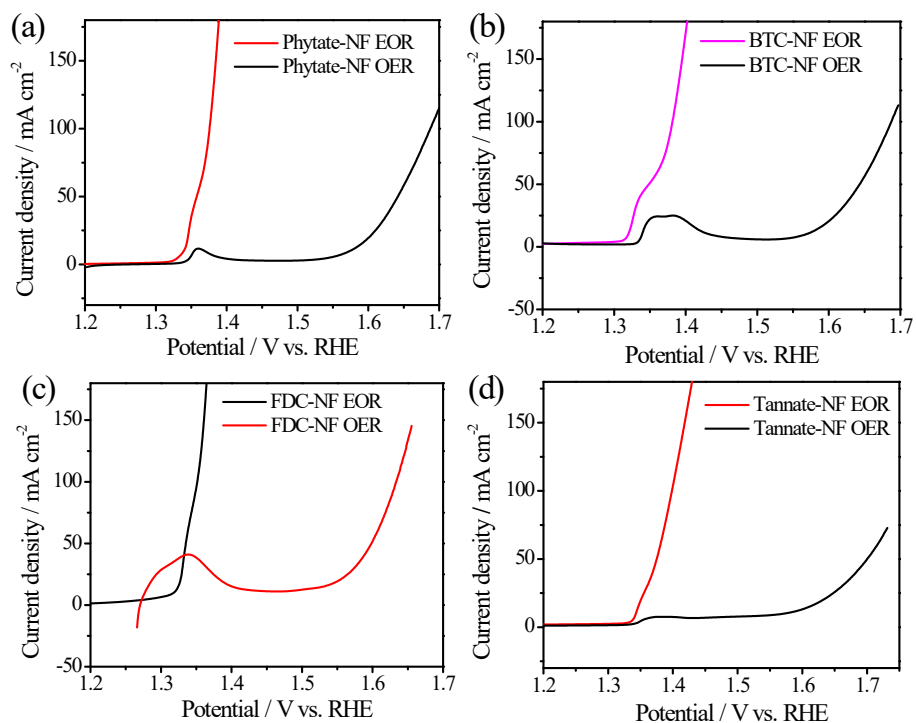 (a)
Phytate-NF EOR
Phytate-NF OER
Current density / mA cm⁻²
150
100
50
0
1.2 1.3 1.4 1.5 1.6 1.7
Potential / V vs. RHE
(b)
BTC-NF EOR
BTC-NF OER
Current density / mA cm⁻²
150
100
50
0
-50
1.2 1.3 1.4 1.5 1.6 1.7
Potential / V vs. RHE
(c)
FDC-NF EOR
FDC-NF OER
Current density / mA cm⁻²
150
100
50
0
-50
1.2 1.3 1.4 1.5 1.6 1.7
Potential / V vs. RHE
(d)
Tannate-NF EOR
Tannate-NF OER
Current density / mA cm⁻²
150
100
50
0
1.2 1.3 1.4 1.5 1.6 1.7
Potential / V vs. RHE